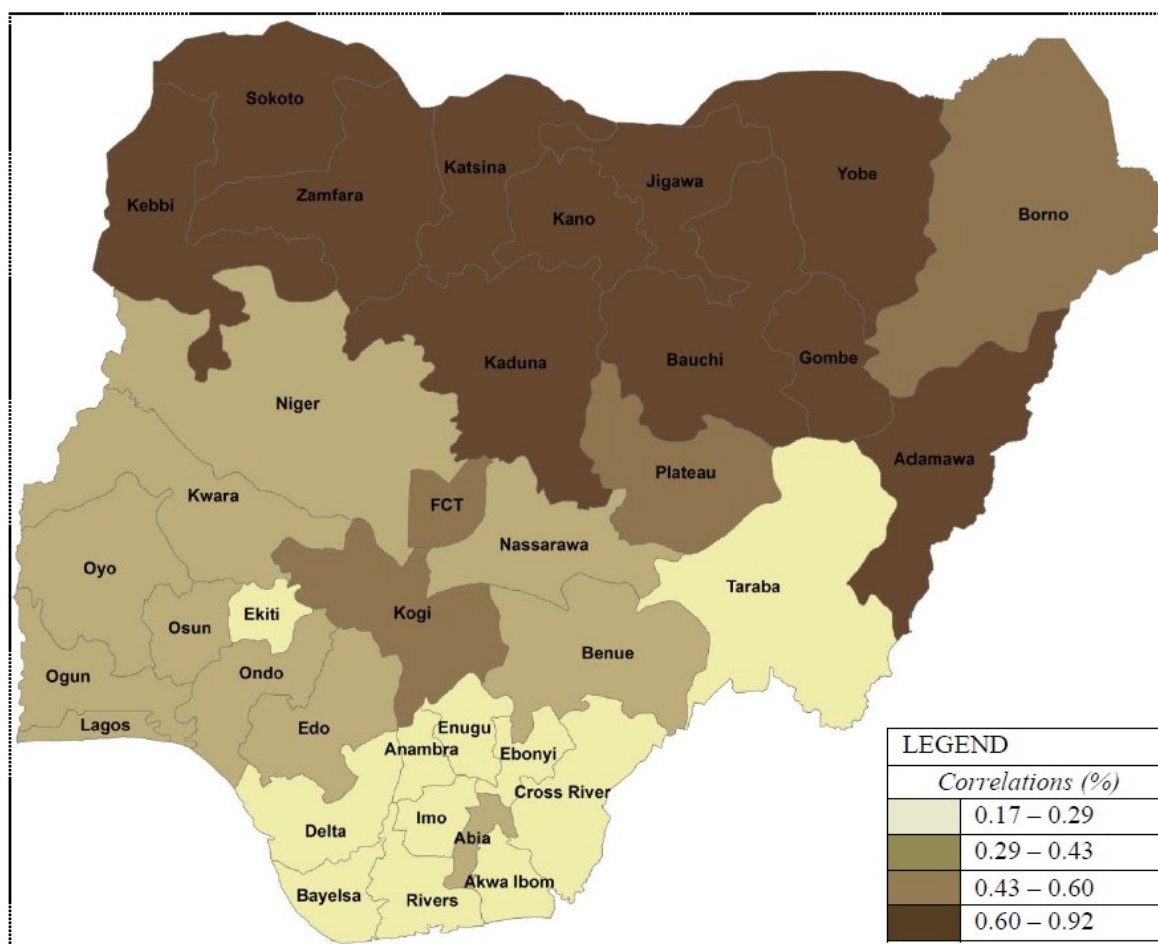 Sokoto
Katsina
Yobe
Jigawa
Zamfara
Kebbi
Kano
Borno
Kaduna
Bauchi
Gombe
Niger
Adamawa
Plateau
Kwara
FCT
Nassarawa
Oyo
Taraba
Ekiti
Kogi
Osun
Benue
Ogun
Ondo
Lagos
Edo
Enugu
Anambra
Ebonyi
Cross River
Imo
Delta
Abia
Akwa Ibom
Bayelsa
Rivers
LEGEND
Correlations (%)
0.17 – 0.29
0.29 – 0.43
0.43 – 0.60
0.60 – 0.92